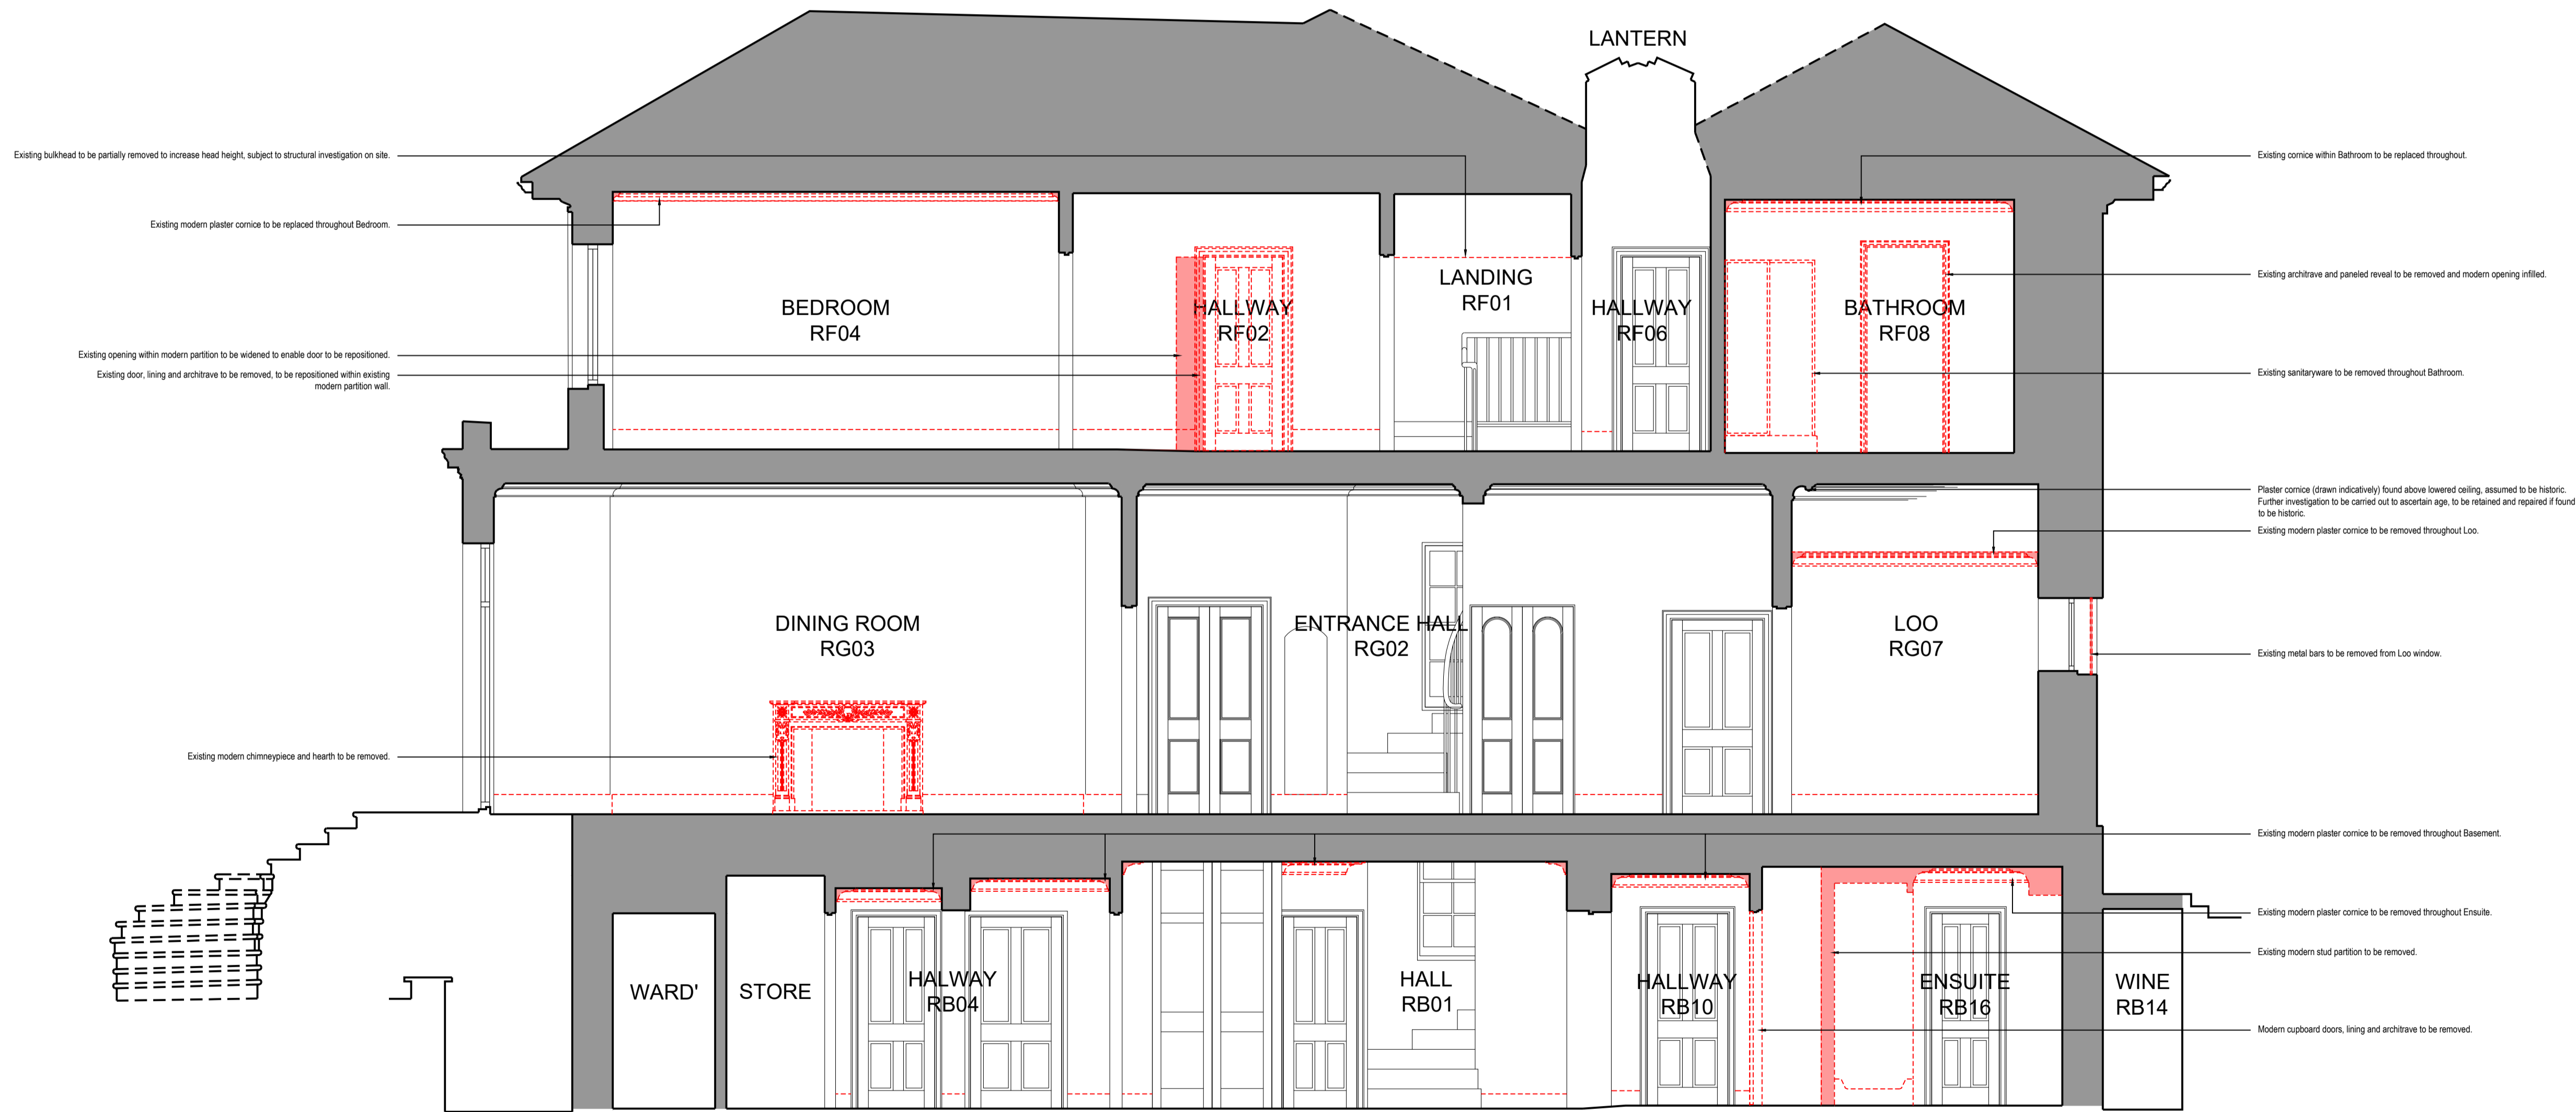 LANTERN
Existing bulkhead to be partially removed to increase head height, subject to structural investigation on site.
Existing cornice within Bathroom to be replaced throughout.
Existing modern plaster cornice to be replaced throughout Bedroom.
Existing architrave and paneled reveal to be removed and modern opening infilled.
BEDROOM
RF04
HALLWAY
RF02
LANDING
RF01
HALLWAY
RF06
BATHROOM
RF08
Existing opening within modern partition to be widened to enable door to be repositioned.
Existing door, lining and architrave to be removed, to be repositioned within existing
modern partition wall.
Existing sanitaryware to be removed throughout Bathroom.
Plaster cornice (drawn indicatively) found above lowered ceiling, assumed to be historic.
Further investigation to be carried out to ascertain age, to be retained and repaired if found
to be historic.
Existing modern plaster cornice to be removed throughout Loo.
DINING ROOM
RG03
ENTRANCE HALL
RG02
LOO
RG07
Existing metal bars to be removed from Loo window.
Existing modern chimneypiece and hearth to be removed.
Existing modern plaster cornice to be removed throughout Basement.
Existing modern plaster cornice to be removed throughout Ensuite.
Existing modern stud partition to be removed.
WARD'
STORE
HALWAY
RB04
HALL
RB01
HALLWAY
RB10
ENSUITE
RB16
WINE
RB14
Modern cupboard doors, lining and architrave to be removed.